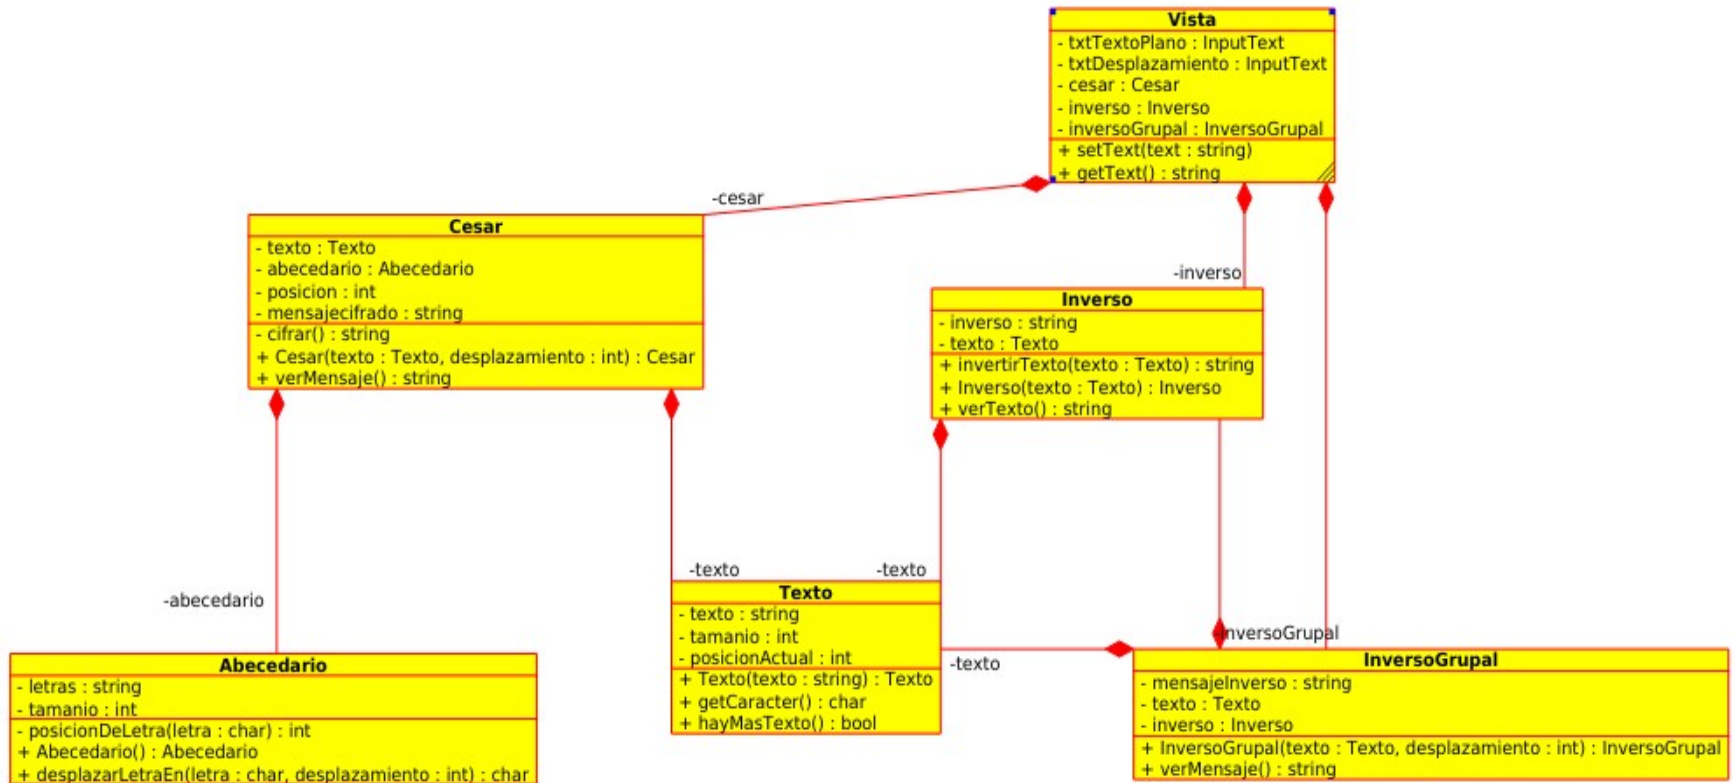 Vista
- txtTextoPlano : InputText
- txtDesplazamiento : InputText
- cesar : Cesar
- inverso : Inverso
- inversoGrupal : InversoGrupal
+ setText(text : string)
+ getText() : string
-cesar
Cesar
- texto : Texto
- abecedario : Abecedario
- posicion : int
- mensajecifrado : string
- cifrar() : string
+ Cesar(texto : Texto, desplazamiento : int) : Cesar
+ verMensaje() : string
-inverso
Inverso
- inverso : string
- texto : Texto
+ invertirTexto(texto : Texto) : string
+ Inverso(texto : Texto) : Inverso
+ verTexto() : string
-abecedario
-texto
-texto
Texto
- texto : string
- tamanio : int
- posicionActual : int
+ Texto(texto : string) : Texto
+ getCaracter() : char
+ hayMasTexto() : bool
-inversoGrupal
-texto
Abecedario
- letras : string
- tamanio : int
- posicionDeLetra(letra : char) : int
+ Abecedario() : Abecedario
+ desplazarLetraEn(letra : char, desplazamiento : int) : char
InversoGrupal
- mensajeInverso : string
- texto : Texto
- inverso : Inverso
+ InversoGrupal(texto : Texto, desplazamiento : int) : InversoGrupal
+ verMensaje() : string